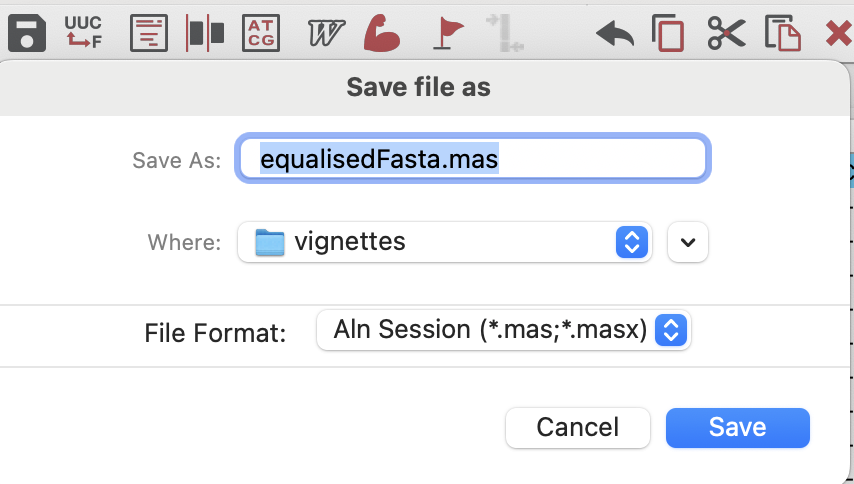 UUC
F
AT
CG
W
Save file as
Save As: equalisedFasta.mas
Where: vignettes
File Format: Aln Session (*.mas;*.masx)
Cancel Save